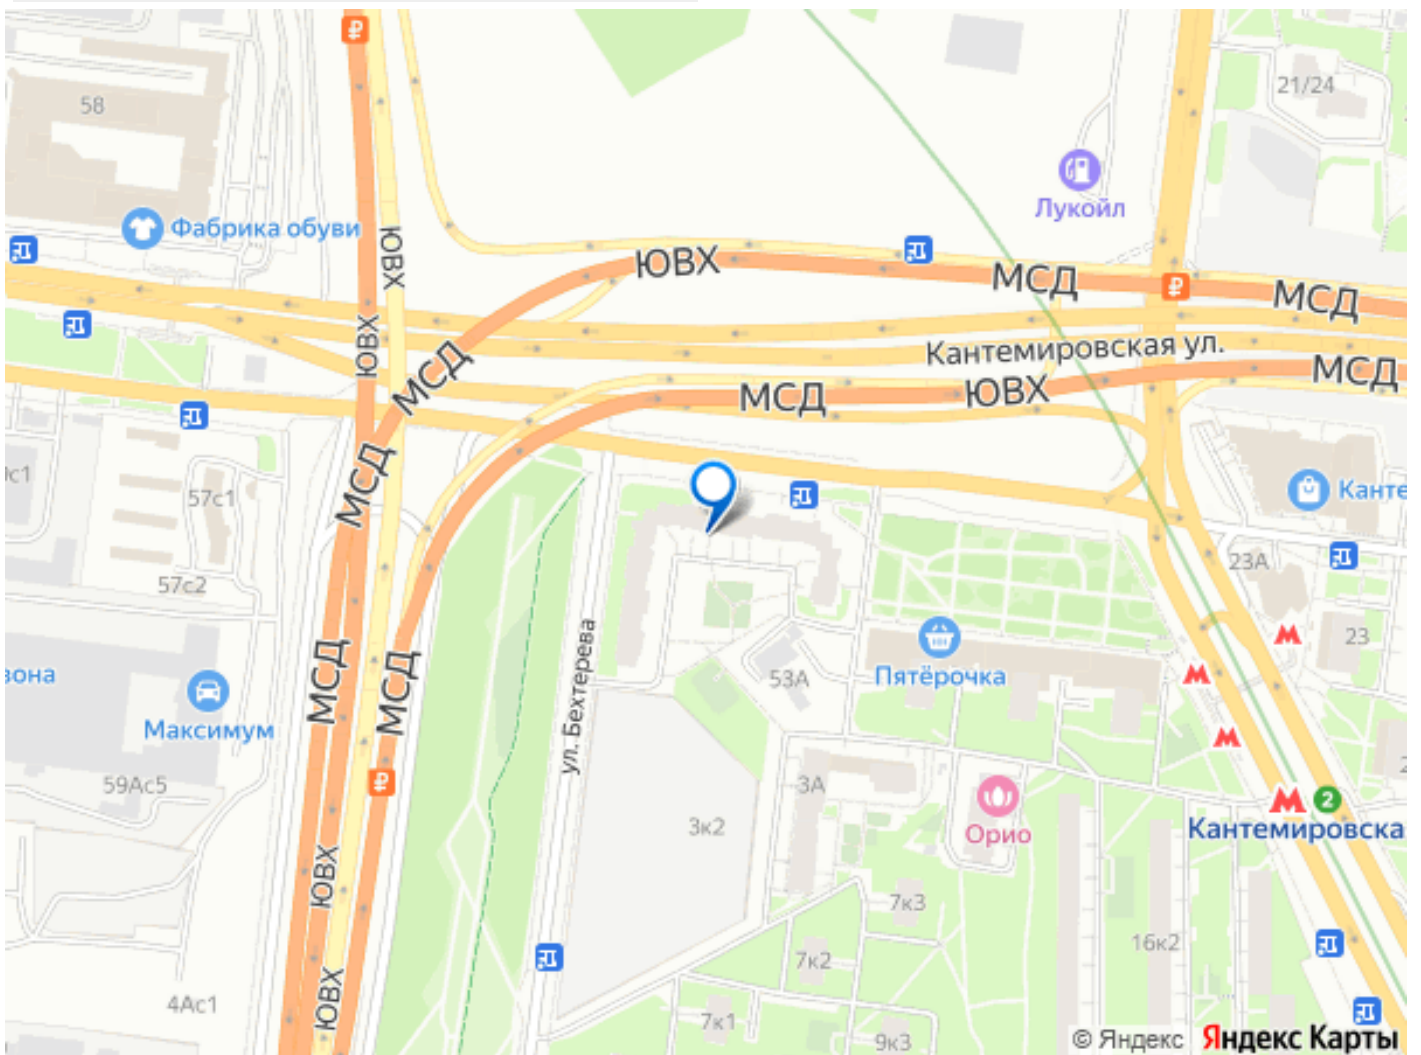 ₽
58
21/24
Лукойл
Фабрика обуви
ЮВХ
ЮВХ
МСД
МСД
ЮВХ
МСД
Кантемировская ул.
МСД
МСД
ЮВХ
МСД
₽
57с1
Канте
57с2
23А
23
зона
ул. Бехтерева
53А
Пятёрочка
МСД
МСД
Максимум
59Ас5
₽
3А
3к2
Орио
2
Кантемировска
ЮВХ
7к3
16к2
7к2
4Ас1
ЮВХ
7к1
9к3
© Яндекс Яндекс Карты